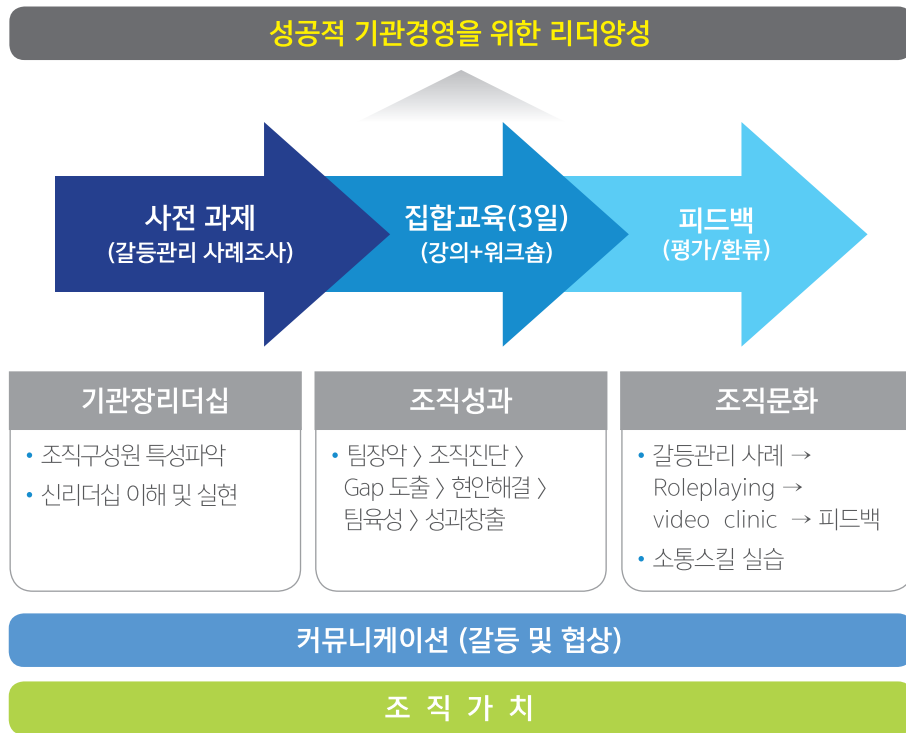 성공적 기관경영을 위한 리더양성
사전 과제
(갈등관리 사례조사)
집합교육(3일)
(강의+워크숍)
피드백
(평가/환류)
기관장리더십
• 조직구성원 특성파악
• 신리더십 이해 및 실현
조직성과
• 팀장악 > 조직진단 >
Gap 도출 > 현안해결 >
팀육성 > 성과창출
조직문화
• 갈등관리 사례 →
Roleplaying →
video clinic → 피드백
• 소통스킬 실습
커뮤니케이션 (갈등 및 협상)
조 직 가 치